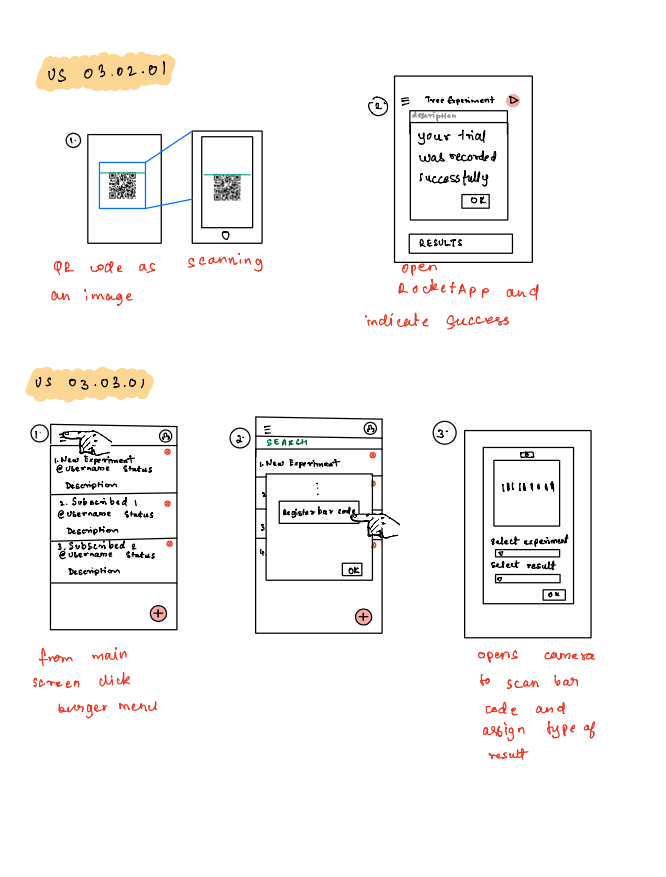 US 03.02.01
1.
QR code as
an image
scanning
2.
Tree Experiment
description
your trial
was recorded
successfully
OK
RESULTS
open
RocketApp and
indicate success
US 03.03.01
1.
1. New Experiment
@Username Status
Description
2. Subscribed 1
@Username Status
Description
3. Subscribed 2
@Username Status
Description
+
from main
screen click
burger menu
2.
SEARCH
1. New Experiment
2
3
4
Register bar code
OK
+
3.
Select experiment
Select result
OK
opens camera
to scan bar
code and
assign type of
result